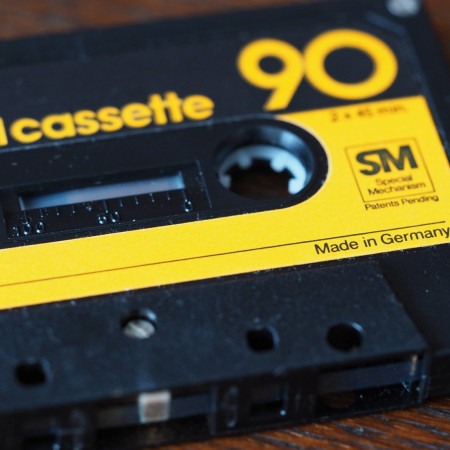 cassette
90
2 x 45 min.
SM
Special
Mechanism
Patents Pending
Made in Germany